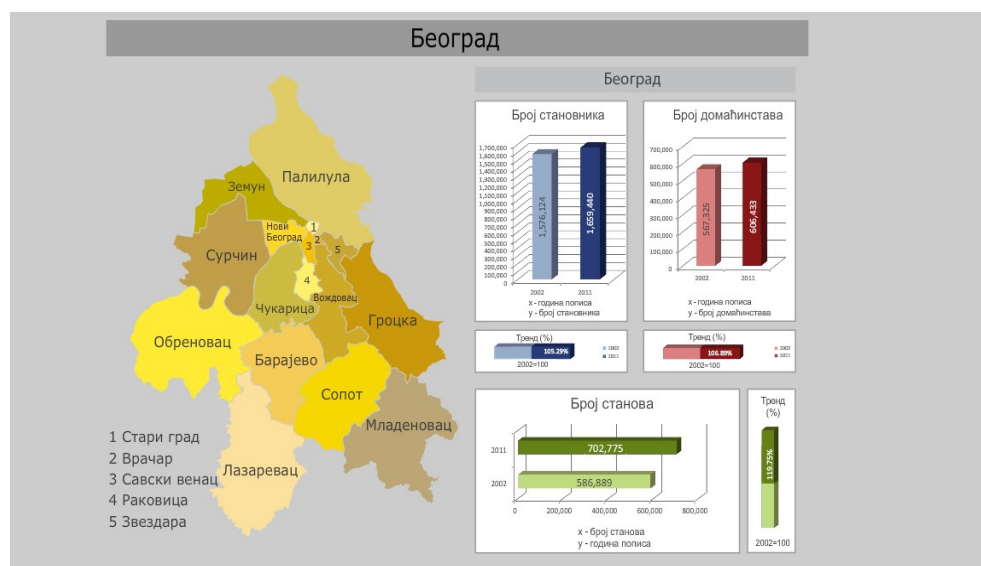 Београд
Палилула
Земун
Нови
Београд
1
2
3
5
Сурчин
4
Вождовац
Чукарица
Гроцка
Обреновац
Барајево
Сопот
Младеновац
Лазаревац
1 Стари град
2 Врачар
3 Савски венац
4 Раковица
5 Звездара
Београд
Број становника
1,700,000
1,600,000
1,500,000
1,400,000
1,300,000
1,200,000
1,100,000
1,000,000
900,000
800,000
700,000
600,000
500,000
400,000
300,000
200,000
100,000
0
1,576,124
1,659,440
2002
2011
x - година пописа
y - број становника
Број домаћинстава
700,000
600,000
500,000
400,000
300,000
200,000
100,000
0
567,325
606,433
2002
2011
x - година пописа
y - број домаћинстава
Тренд (%)
105.29%
2002
2011
2002=100
Тренд (%)
106.89%
2002
2011
2002=100
Број станова
2011
702,775
2002
586,889
0
200,000
400,000
600,000
800,000
x - број станова
y - година пописа
Тренд
(%)
119.75%
2002=100